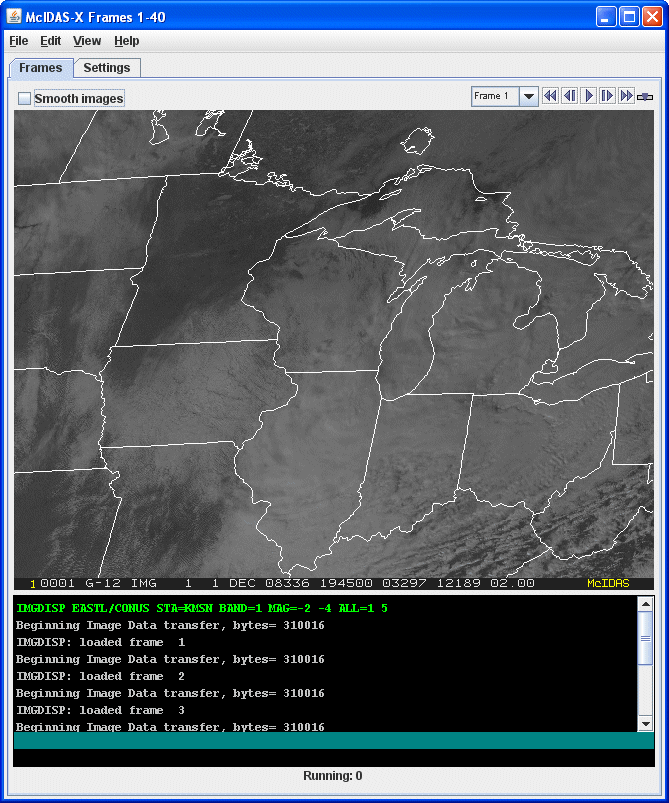 McIDAS-X Frames 1-40
File Edit View Help
Frames Settings
Smooth images Frame 1
1 0001 G-12 IMG 1 1 DEC 08336 194500 03297 12189 02.00 McIDAS
IMGDISP EASTL/CONUS STA=KMSN BAND=1 MAG=-2 -4 ALL=1 5
Beginning Image Data transfer, bytes= 310016
IMGDISP: loaded frame 1
Beginning Image Data transfer, bytes= 310016
IMGDISP: loaded frame 2
Beginning Image Data transfer, bytes= 310016
IMGDISP: loaded frame 3
Beginning Image Data transfer, bytes= 310016
Running: 0